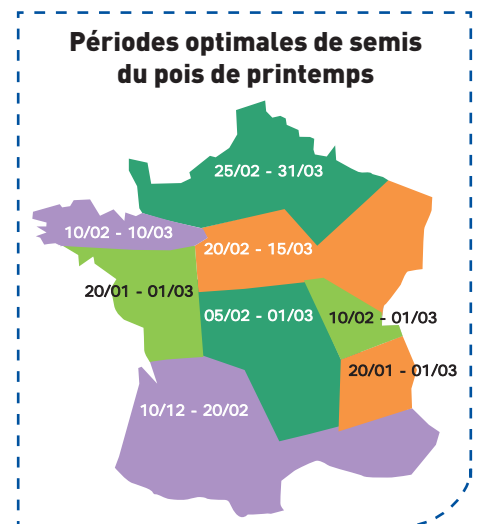 Périodes optimales de semis
du pois de printemps
25/02 - 31/03
10/02 - 10/03
20/02 - 15/03
20/01 - 01/03
05/02 - 01/03
10/02 - 01/03
20/01 - 01/03
10/12 - 20/02